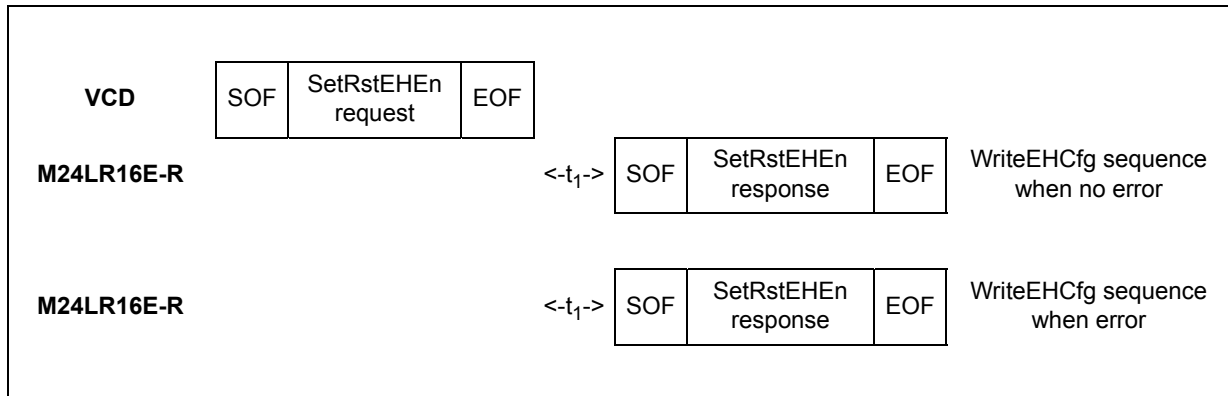 VCD SOF SetRstEHEn request EOF
M24LR16E-R <-t1-> SOF SetRstEHEn response EOF WriteEHCfg sequence when no error
M24LR16E-R <-t1-> SOF SetRstEHEn response EOF WriteEHCfg sequence when error